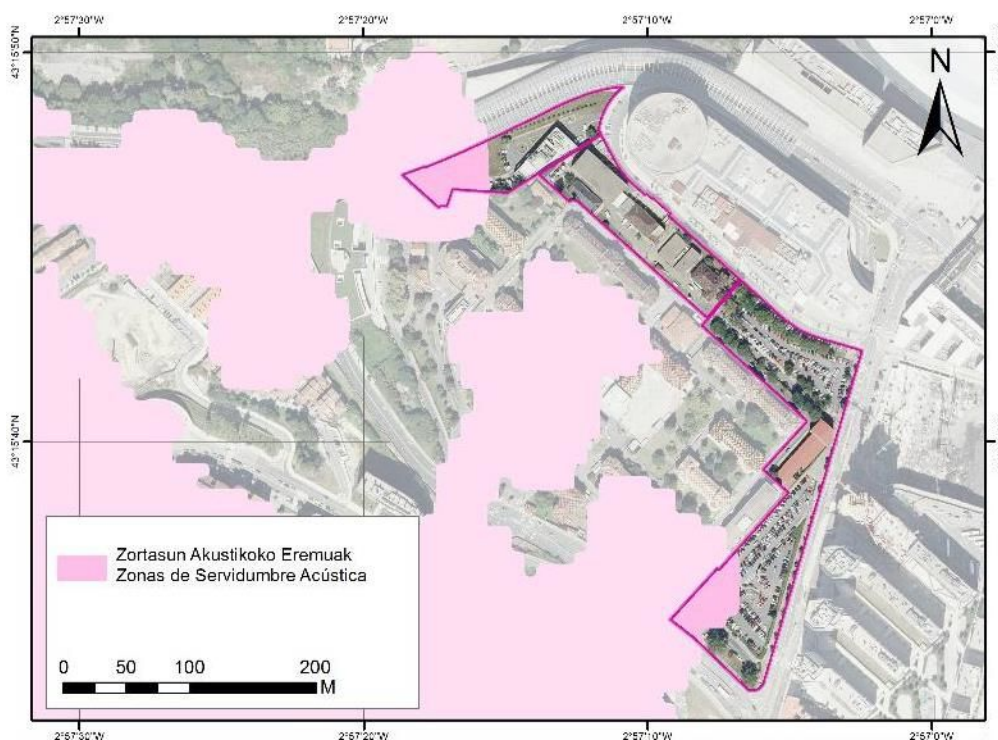 2°57'30"W 2°57'20"W 2°57'10"W 2°57'0"W
43°15'50"N
N
43°15'40"N
Zortasun Akustikoko Eremuak
Zonas de Servidumbre Acústica
0 50 100 200
M
2°57'30"W 2°57'20"W 2°57'10"W 2°57'0"W